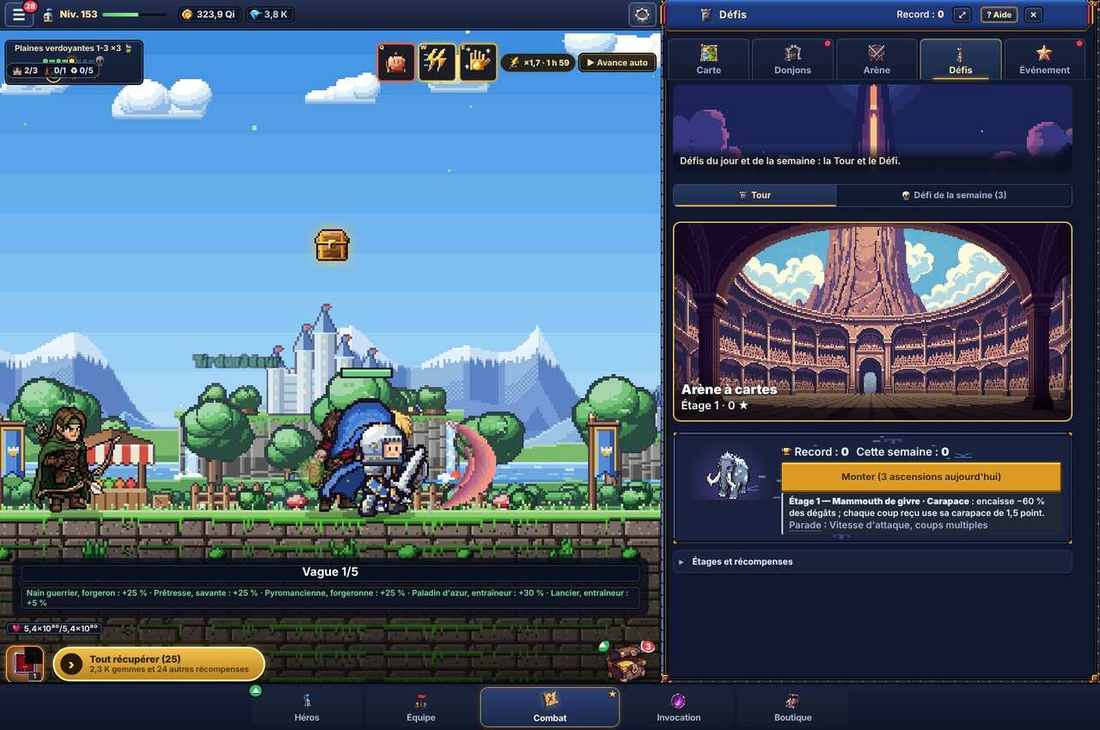 28
Niv. 153
323,9 Qi
3,8 K
Plaines verdoyantes 1-3 ×3
2/3
0/1
0/5
Q
W
E
×1,7 · 1 h 59
Avance auto
Vague 1/5
Nain guerrier, forgeron : +25 % · Prêtresse, savante : +25 % · Pyromancienne, forgeronne : +25 % · Paladin d'azur, entraîneur : +30 % · Lancier, entraîneur :
+5 %
1
Tout récupérer (25)
2,3 K gemmes et 24 autres récompenses
3
Défis
Record : 0
? Aide
Carte
Donjons
Arène
Défis
Événement
Défis du jour et de la semaine : la Tour et le Défi.
Tour
Défi de la semaine (3)
Arène à cartes
Étage 1 · 0 ★
Record : 0 Cette semaine : 0
Monter (3 ascensions aujourd'hui)
Étage 1 — Mammouth de givre · Carapace : encaisse −60 %
des dégâts ; chaque coup reçu use sa carapace de 1,5 point.
Parade : Vitesse d'attaque, coups multiples
Étages et récompenses
Héros
Équipe
Combat
Invocation
Boutique